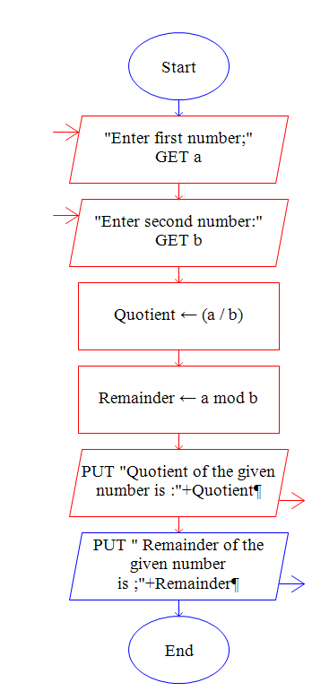 Start
"Enter first number;"
GET a
"Enter second number:"
GET b
Quotient ← (a / b)
Remainder ← a mod b
PUT "Quotient of the given
number is :"+Quotient¶
PUT " Remainder of the
given number
is ;"+Remainder¶
End